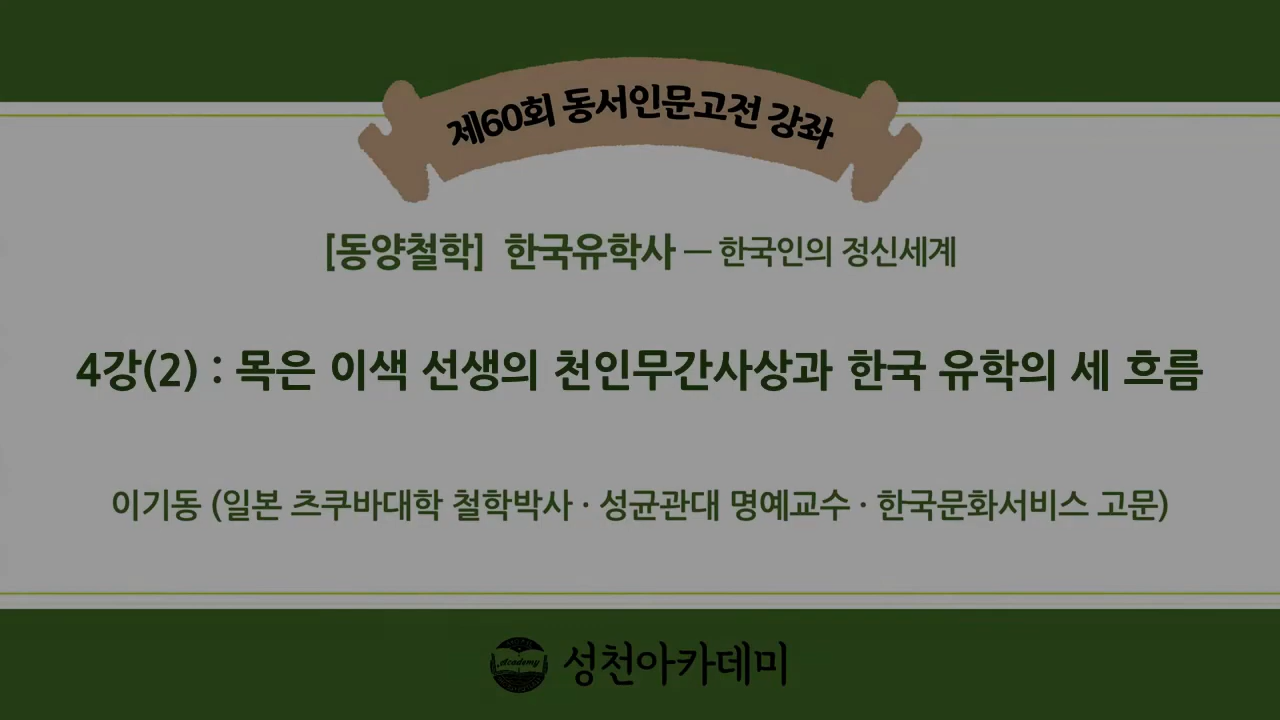 제60회 동서인문고전 강좌
[동양철학] 한국유학사 — 한국인의 정신세계
4강(2) : 목은 이색 선생의 천인무간사상과 한국 유학의 세 흐름
이기동 (일본 츠쿠바대학 철학박사 · 성균관대 명예교수 · 한국문화서비스 고문)
Academy
성천아카데미